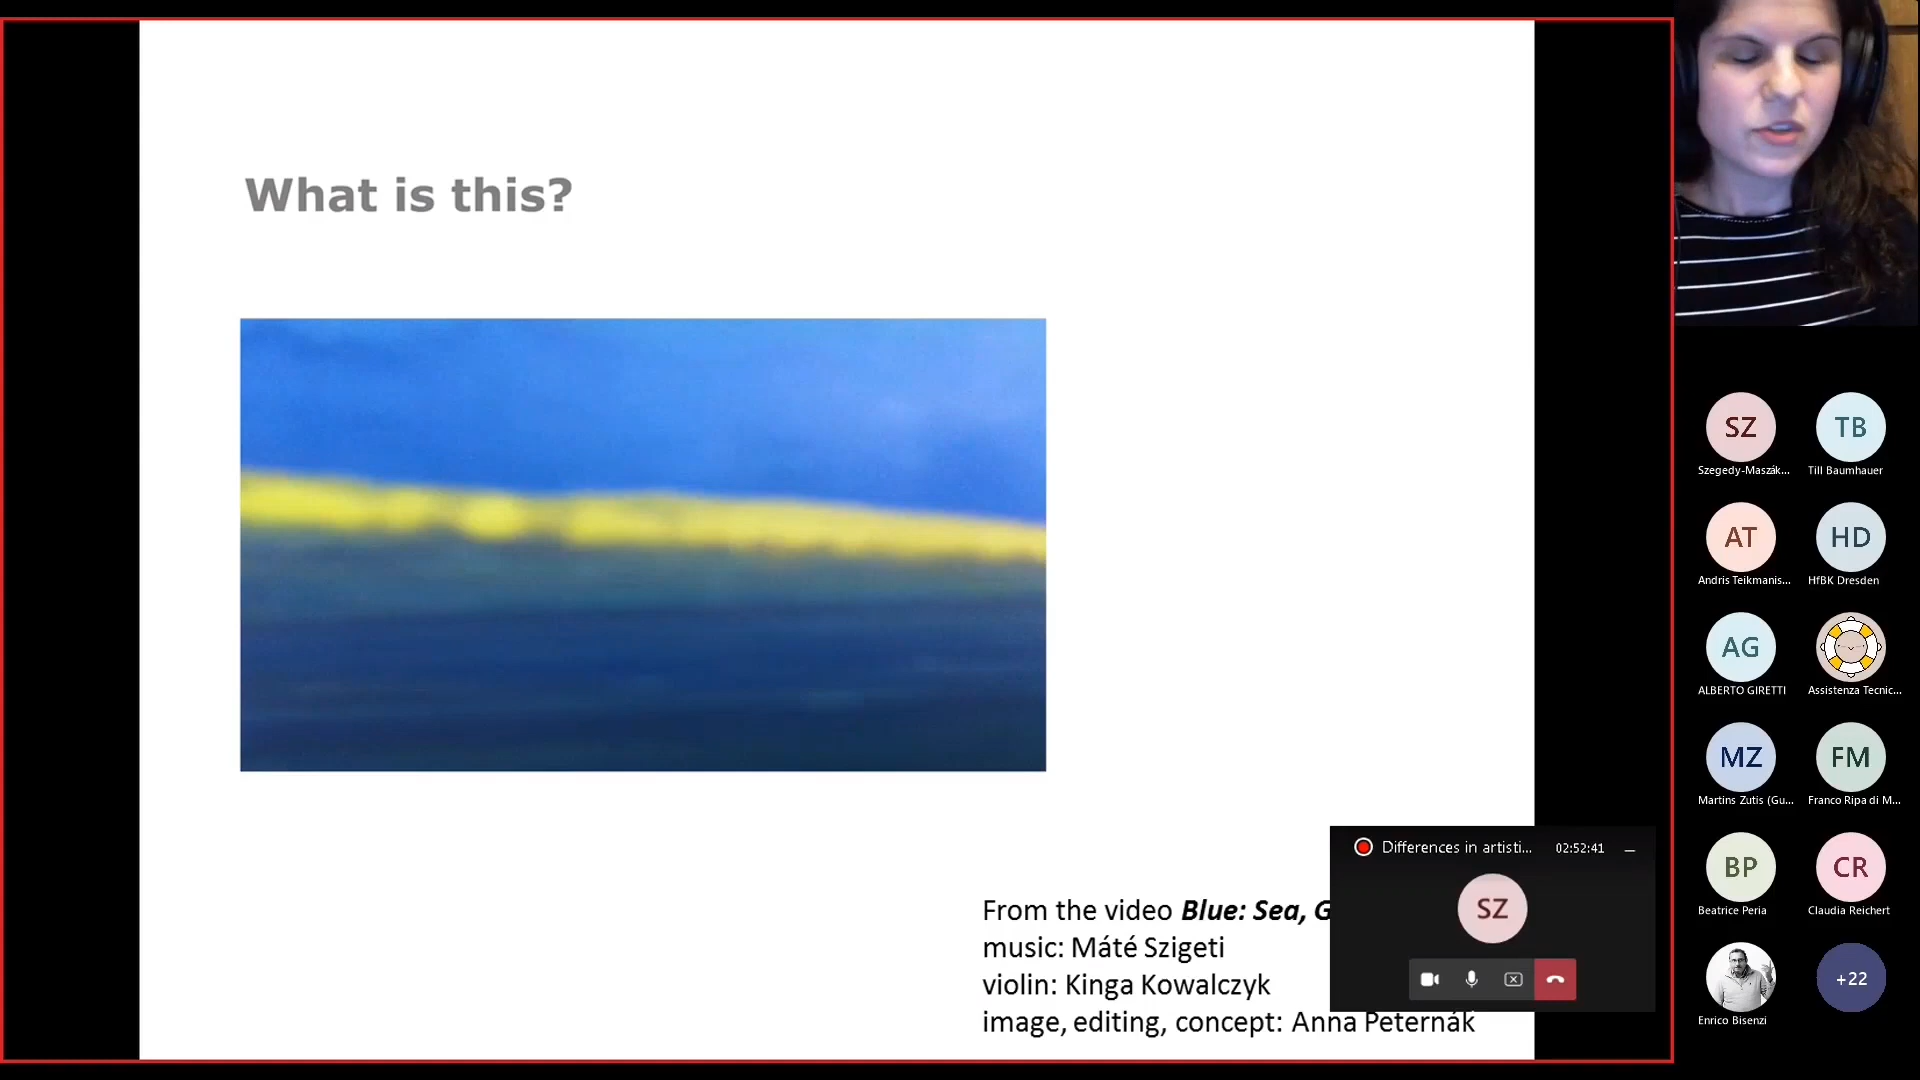 What is this?
From the video Blue: Sea, G
music: Máté Szigeti
violin: Kinga Kowalczyk
image, editing, concept: Anna Peternák
Differences in artisti...
02:52:41
SZ
SZ
Szegedy-Maszák...
TB
Till Baumhauer
AT
Andris Teikmanis...
HD
HfBK Dresden
AG
ALBERTO GIRETTI
Assistenza Tecnic...
MZ
Martins Zutis (Gu...
FM
Franco Ripa di M...
BP
Beatrice Peria
CR
Claudia Reichert
Enrico Bisenzi
+22